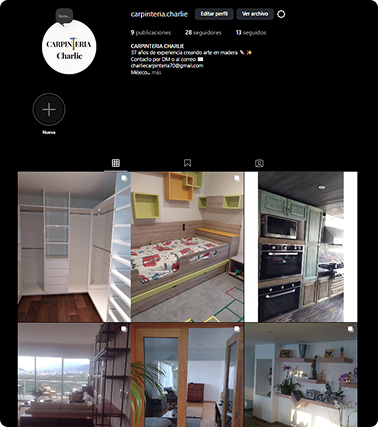 Nota...
carpinteria.charlie Editar perfil Ver archivo
9 publicaciones 28 seguidores 13 seguidos
CARPINTERIA
Charlie
CARPINTERIA CHARLIE
37 años de experiencia creando arte en madera 🪚 ✨
Contacto por DM o al correo 📧
charliecarpinteria70@gmail.com
México... más
Nueva